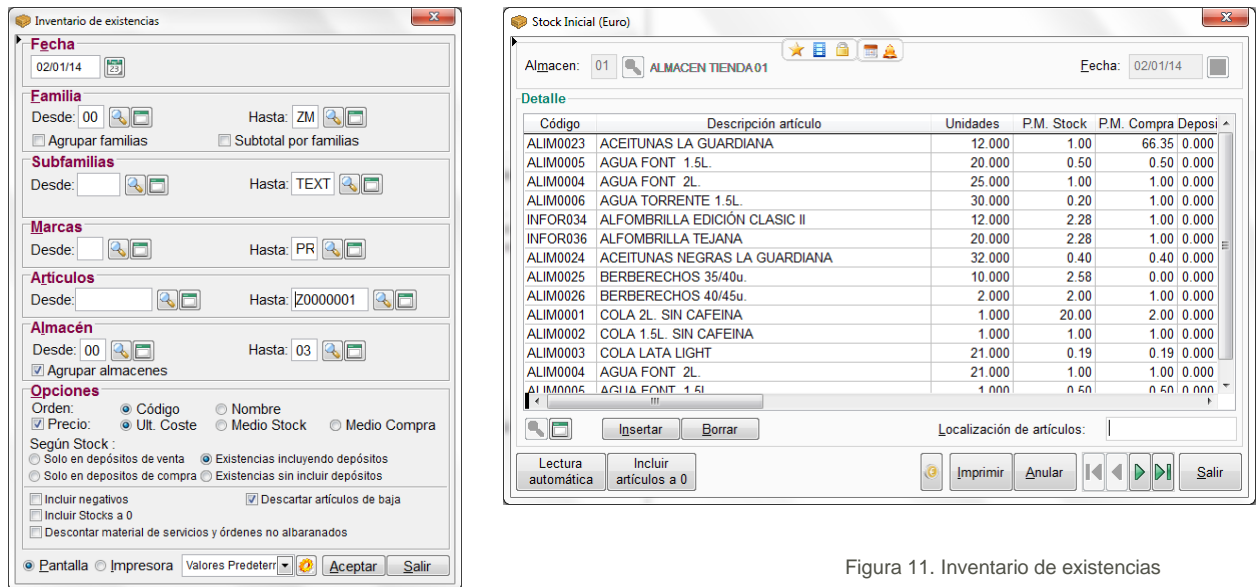 Inventario de existencias
Fecha
02/01/14
23
Familia
Desde: 00 Hasta: ZM
Agrupar familias Subtotal por familias
Subfamilias
Desde: Hasta: TEXT
Marcas
Desde: Hasta: PR
Artículos
Desde: Hasta: Z0000001
Almacén
Desde: 00 Hasta: 03
Agrupar almacenes
Opciones
Orden: Código Nombre
Precio: Ult. Coste Medio Stock Medio Compra
Según Stock :
Solo en depósitos de venta Existencias incluyendo depósitos
Solo en depositos de compra Existencias sin incluir depósitos
Incluir negativos Descartar artículos de baja
Incluir Stocks a 0
Descontar material de servicios y órdenes no albaranados
Pantalla Impresora Valores Predeterr Aceptar Salir
Stock Inicial (Euro)
Almacen: 01 ALMACEN TIENDA 01 Fecha: 02/01/14
Detalle
Código Descripción artículo Unidades P.M. Stock P.M. Compra Deposi
ALIM0023 ACEITUNAS LA GUARDIANA 12.000 1.00 66.35 0.000
ALIM0005 AGUA FONT 1.5L. 20.000 0.50 0.50 0.000
ALIM0004 AGUA FONT 2L. 25.000 1.00 1.00 0.000
ALIM0006 AGUA TORRENTE 1.5L. 30.000 0.20 1.00 0.000
INFOR034 ALFOMBRILLA EDICIÓN CLASIC II 12.000 2.28 1.00 0.000
INFOR036 ALFOMBRILLA TEJANA 20.000 2.28 1.00 0.000
ALIM0024 ACEITUNAS NEGRAS LA GUARDIANA 32.000 0.40 0.40 0.000
ALIM0025 BERBERECHOS 35/40u. 10.000 2.58 0.00 0.000
ALIM0026 BERBERECHOS 40/45u. 2.000 2.00 1.00 0.000
ALIM0001 COLA 2L. SIN CAFEINA 1.000 20.00 2.00 0.000
ALIM0002 COLA 1.5L. SIN CAFEINA 1.000 1.00 1.00 0.000
ALIM0003 COLA LATA LIGHT 21.000 0.19 0.19 0.000
ALIM0004 AGUA FONT 2L. 21.000 1.00 1.00 0.000
ALIM0005 AGUA FONT 1.5L 1.000 0.50 0.50 0.000
Insertar Borrar Localización de artículos:
Lectura automática Incluir artículos a 0 Imprimir Anular Salir
Figura 11. Inventario de existencias